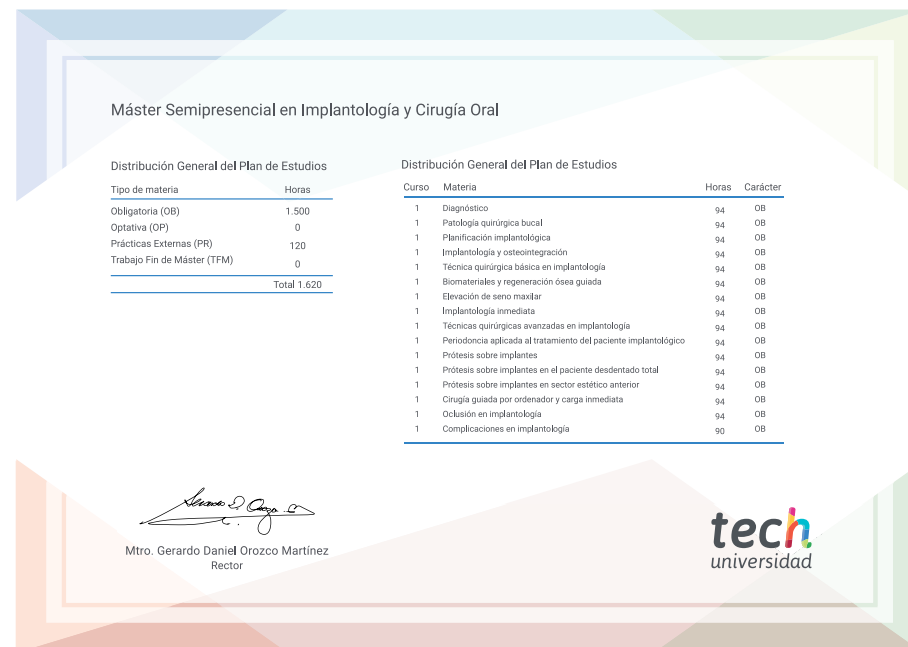 Máster Semipresencial en Implantología y Cirugía Oral
Distribución General del Plan de Estudios
Tipo de materia Horas
Obligatoria (OB) 1.500
Optativa (OP) 0
Prácticas Externas (PR) 120
Trabajo Fin de Máster (TFM) 0
Total 1.620
Distribución General del Plan de Estudios
Curso Materia Horas Carácter
1 Diagnóstico 94 OB
1 Patología quirúrgica bucal 94 OB
1 Planificación implantológica 94 OB
1 Implantología y osteointegración 94 OB
1 Técnica quirúrgica básica en implantología 94 OB
1 Biomateriales y regeneración ósea guiada 94 OB
1 Elevación de seno maxilar 94 OB
1 Implantología inmediata 94 OB
1 Técnicas quirúrgicas avanzadas en implantología 94 OB
1 Periodoncia aplicada al tratamiento del paciente implantológico 94 OB
1 Prótesis sobre implantes 94 OB
1 Prótesis sobre implantes en el paciente desdentado total 94 OB
1 Prótesis sobre implantes en sector estético anterior 94 OB
1 Cirugía guiada por ordenador y carga inmediata 94 OB
1 Oclusión en implantología 94 OB
1 Complicaciones en implantología 90 OB
Mtro. Gerardo Daniel Orozco Martínez
Rector
tech
universidad